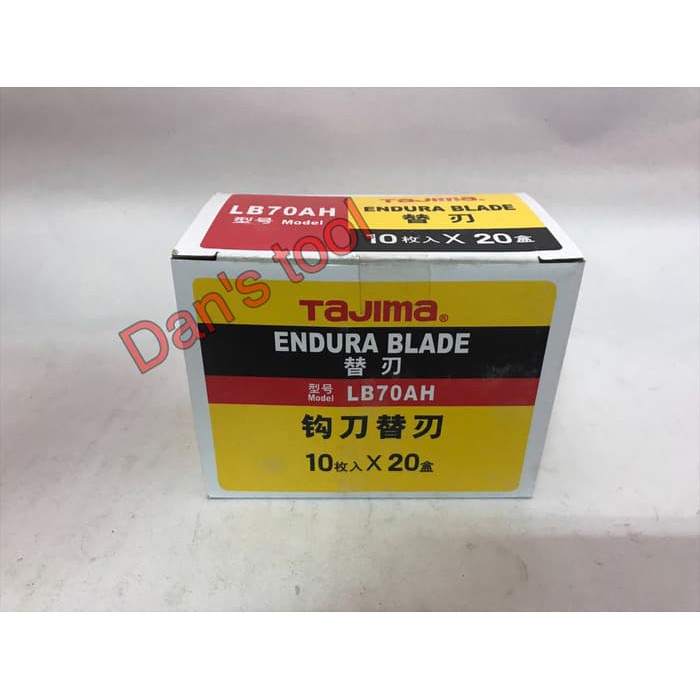 TaJima®
LB70AH
ENDURA BLADE
型号 Model
替刃
10枚入 X 20盒
Dan's tool
TaJima®
ENDURA BLADE
替刃
型号
Model LB70AH
钩刀替刃
10枚入 X 20盒